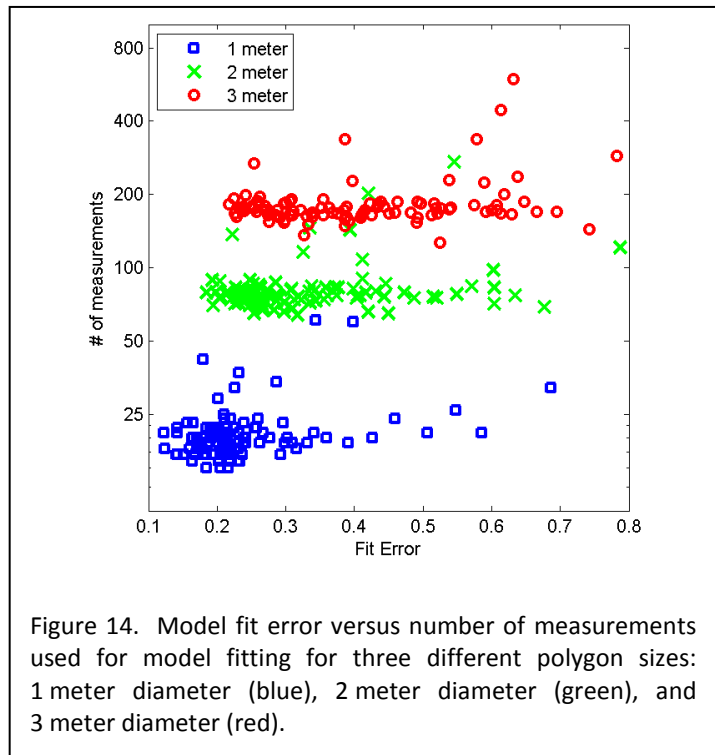 800
400
200
100
50
25
# of measurements
1 meter
2 meter
3 meter
0.1 0.2 0.3 0.4 0.5 0.6 0.7 0.8
Fit Error
Figure 14. Model fit error versus number of measurements
used for model fitting for three different polygon sizes:
1 meter diameter (blue), 2 meter diameter (green), and
3 meter diameter (red).